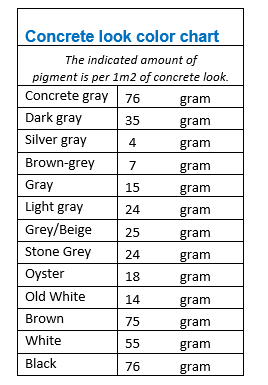 Concrete look color chart
The indicated amount of
pigment is per 1m2 of concrete look.
Concrete gray 76 gram
Dark gray 35 gram
Silver gray 4 gram
Brown-grey 7 gram
Gray 15 gram
Light gray 24 gram
Grey/Beige 25 gram
Stone Grey 24 gram
Oyster 18 gram
Old White 14 gram
Brown 75 gram
White 55 gram
Black 76 gram